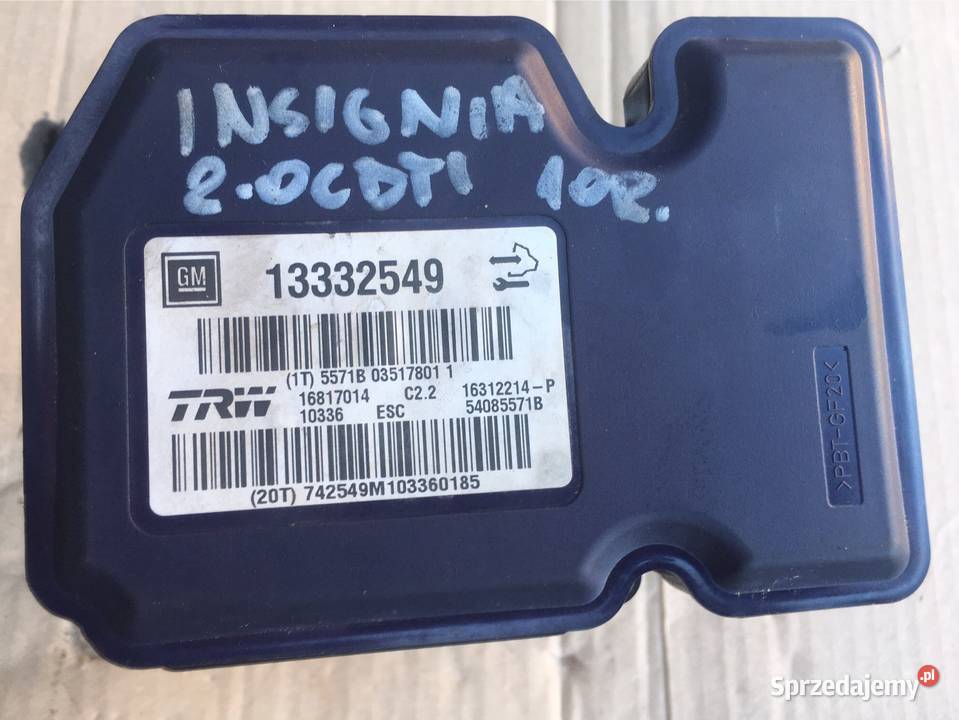 INSIGNIA
2.0CDTI 10R.
GM 13332549
(1T) 5571B 03517801 1
TRW 16817014 C2.2 16312214-P
10336 ESC 54085571B
(20T) 742549M103360185
>PBT-GF20<
Sprzedajemy.pl